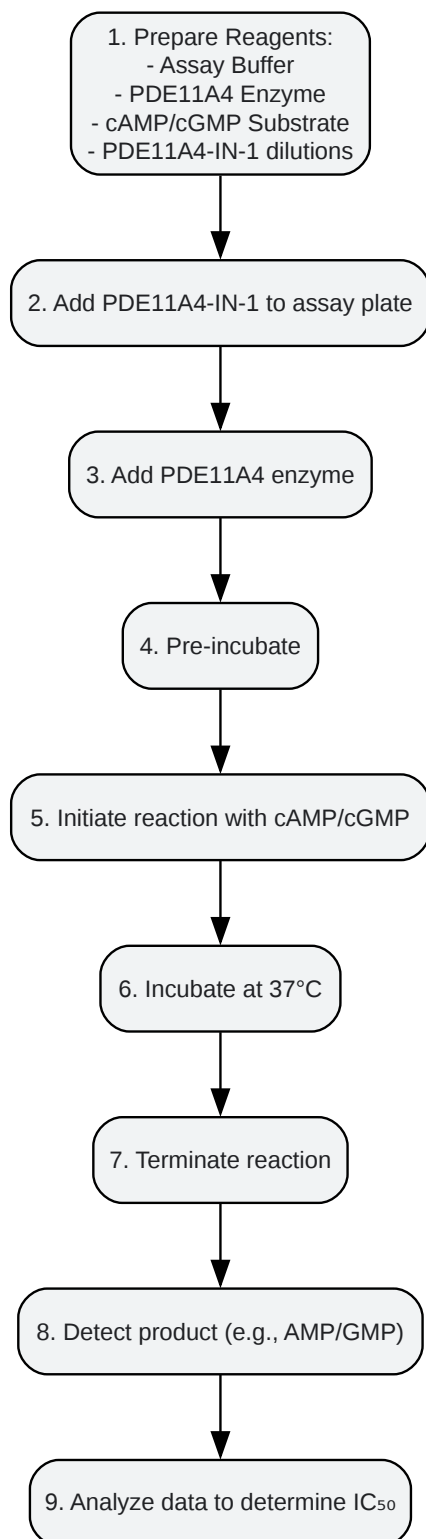 1. Prepare Reagents:
- Assay Buffer
- PDE11A4 Enzyme
- cAMP/cGMP Substrate
- PDE11A4-IN-1 dilutions
2. Add PDE11A4-IN-1 to assay plate
3. Add PDE11A4 enzyme
4. Pre-incubate
5. Initiate reaction with cAMP/cGMP
6. Incubate at 37°C
7. Terminate reaction
8. Detect product (e.g., AMP/GMP)
9. Analyze data to determine IC₅₀